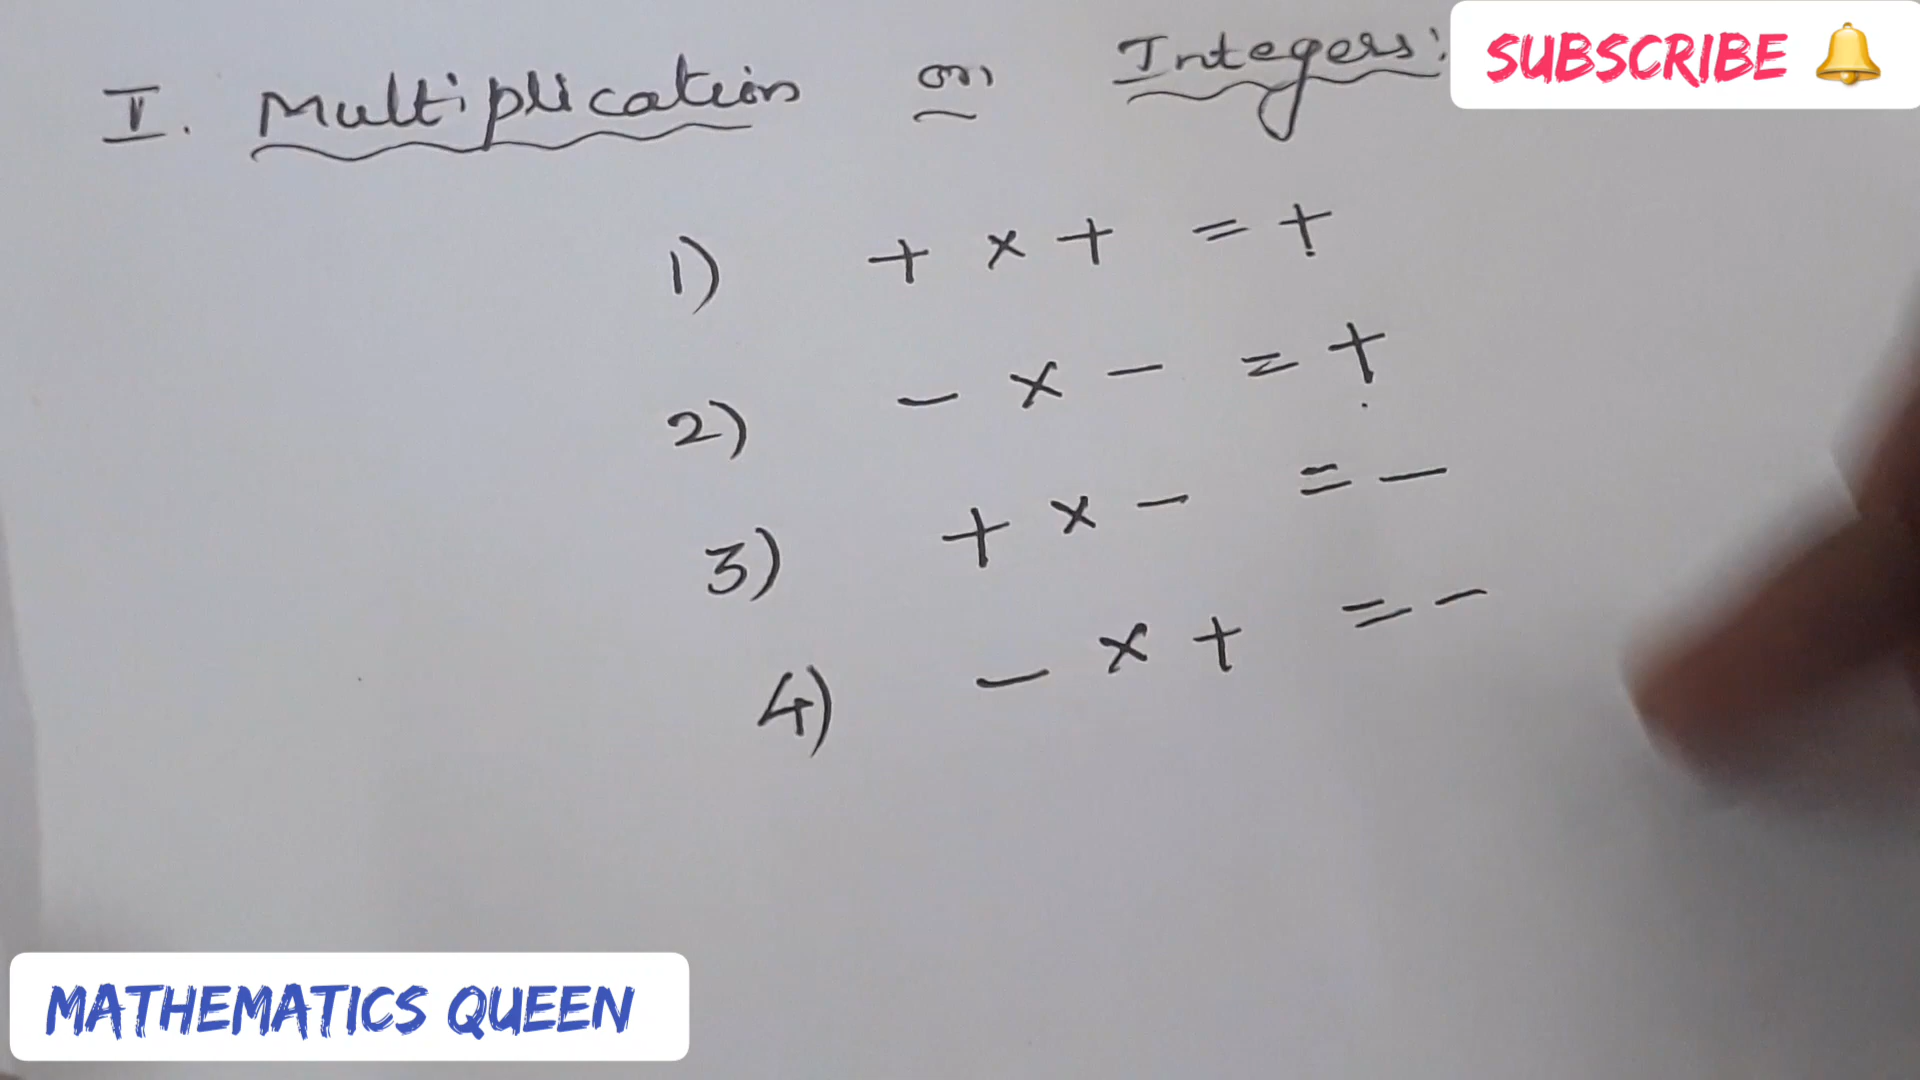 I. Multiplication on Integers:
SUBSCRIBE
1) + × + = +
2) - × - = +
3) + × - = -
4) - × + = -
MATHEMATICS QUEEN